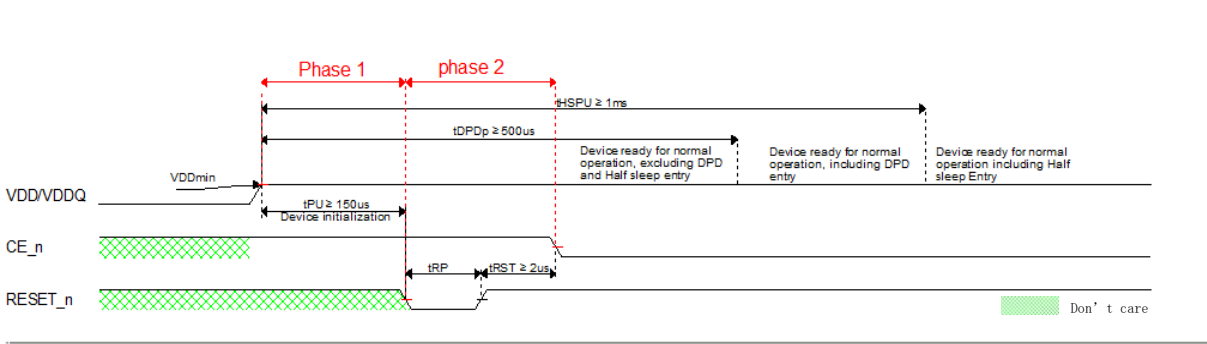 Phase 1
phase 2
tHSPU ≥ 1ms
tDPDp ≥ 500us
Device ready for normal
operation, excluding DPD
and Half sleep entry
Device ready for normal
operation, including DPD
entry
Device ready for normal
operation including Half
sleep Entry
VDDmin
VDD/VDDQ
tPU ≥ 150us
Device initialization
CE_n
tRP
tRST ≥ 2us
RESET_n
Don’t care